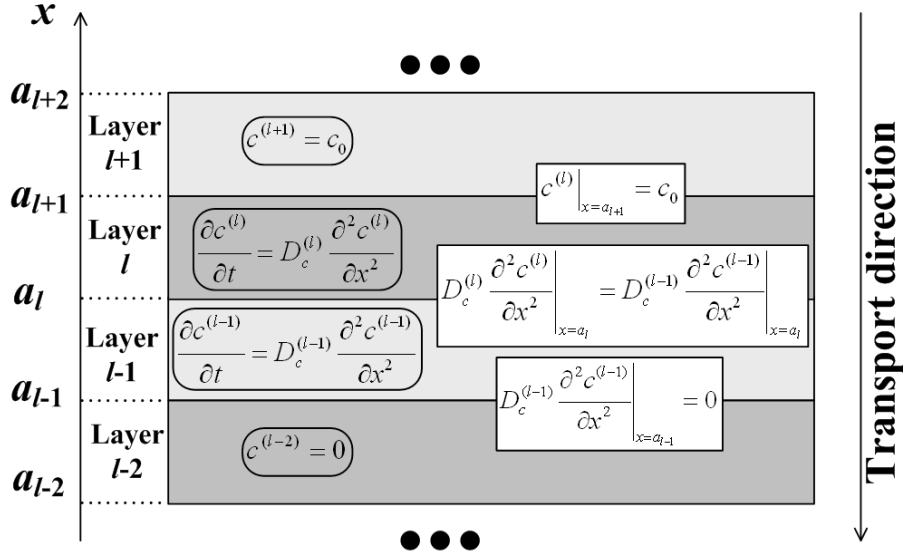 x
●●●
a_{l+2}
Layer
l+1
c^{(l+1)} = c_0
a_{l+1}
c^{(l)}|_{x=a_{l+1}} = c_0
Layer
l
∂c^{(l)}/∂t = D_c^{(l)} ∂²c^{(l)}/∂x²
D_c^{(l)} ∂²c^{(l)}/∂x²|_{x=a_l} = D_c^{(l-1)} ∂²c^{(l-1)}/∂x²|_{x=a_l}
a_l
Layer
l-1
∂c^{(l-1)}/∂t = D_c^{(l-1)} ∂²c^{(l-1)}/∂x²
a_{l-1}
D_c^{(l-1)} ∂²c^{(l-1)}/∂x²|_{x=a_{l-1}} = 0
Layer
l-2
c^{(l-2)} = 0
a_{l-2}
●●●
Transport direction